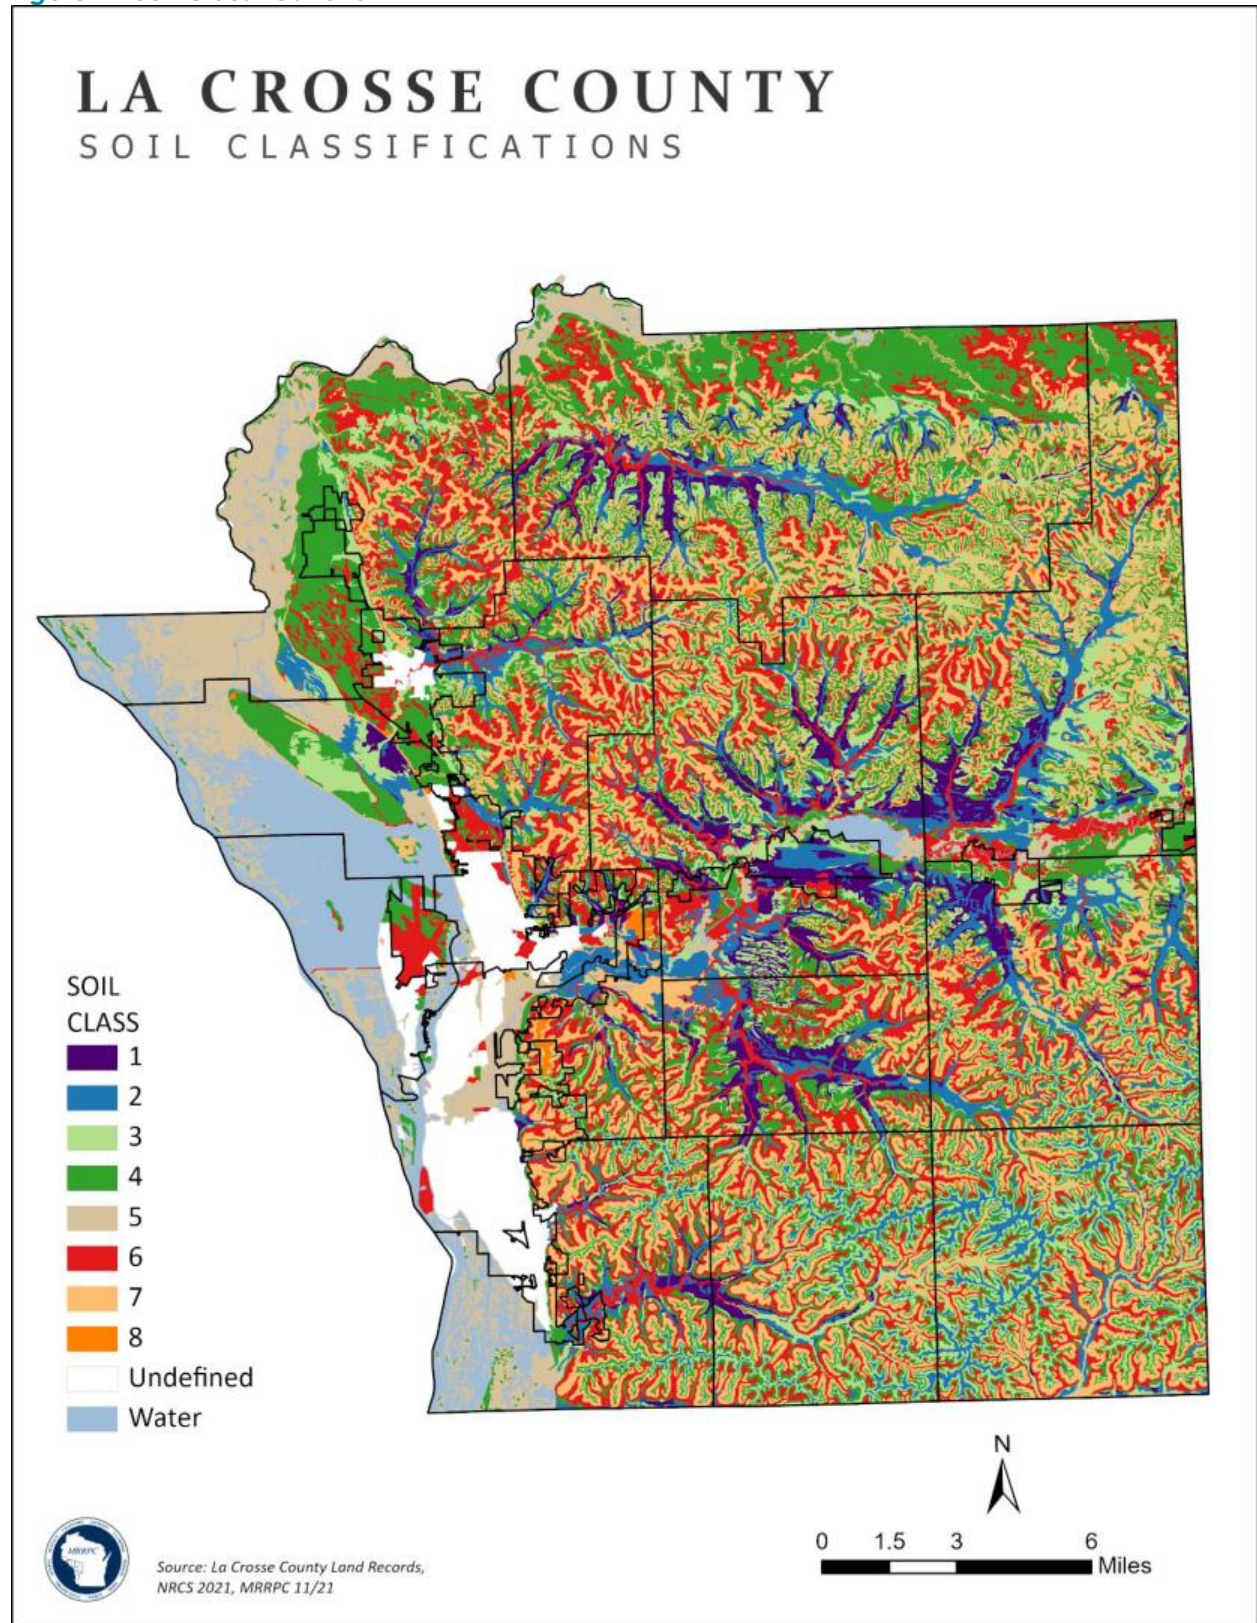 LA CROSSE COUNTY
SOIL CLASSIFICATIONS
SOIL
CLASS
1
2
3
4
5
6
7
8
Undefined
Water
N
0 1.5 3 6
Miles
MRRPC
Source: La Crosse County Land Records,
NRCS 2021, MRRPC 11/21